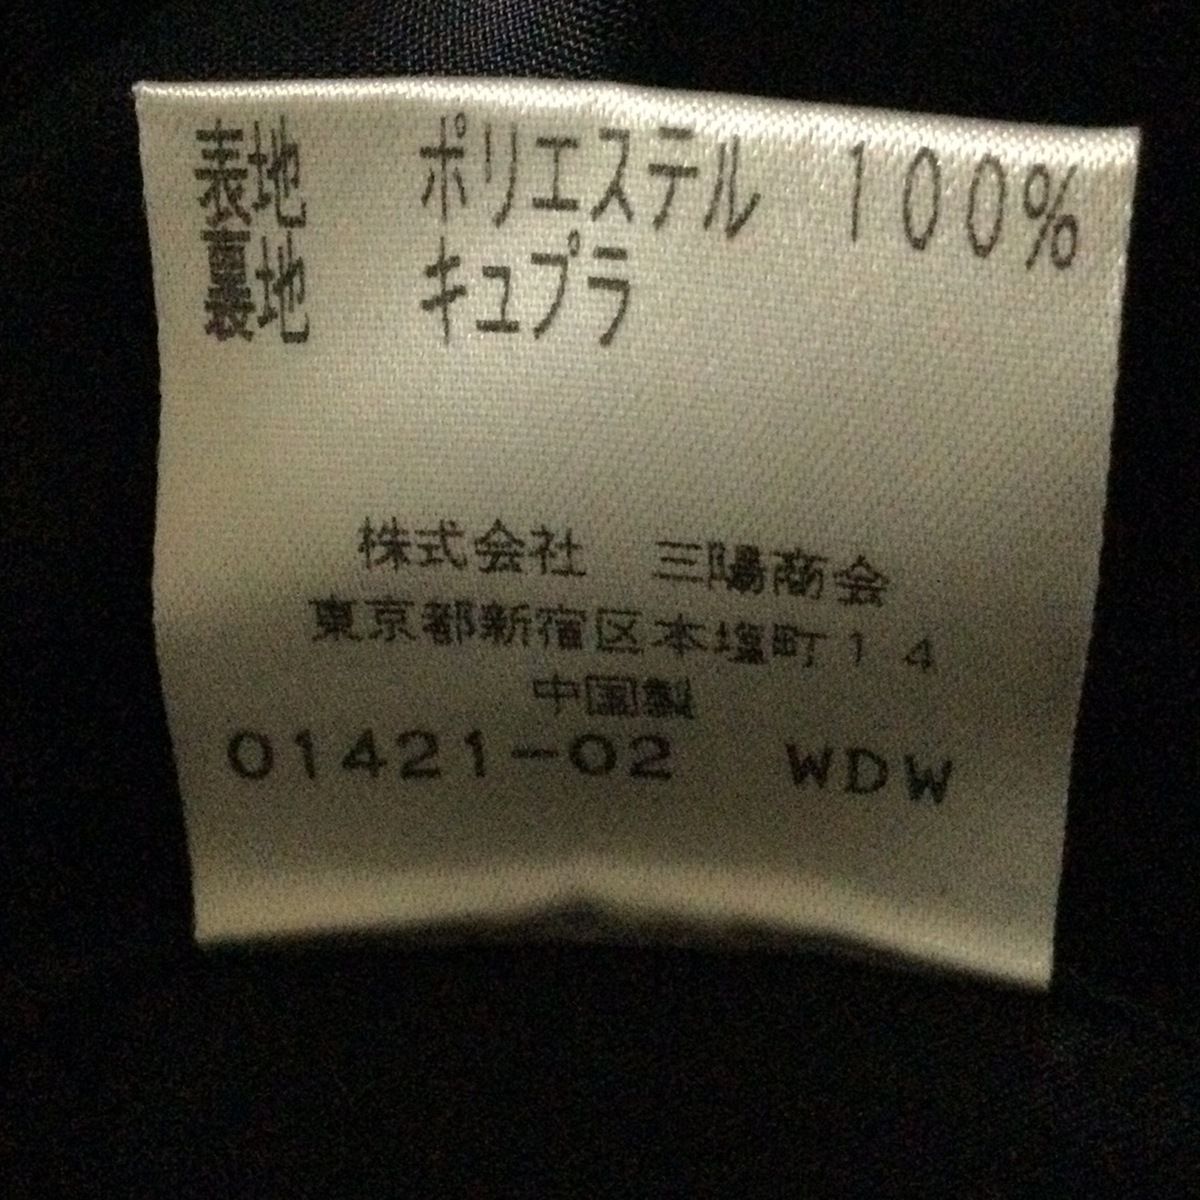 表地　ポリエステル　100%
裏地　キュプラ
株式会社　三陽商会
東京都新宿区本塩町14
中国製
01421-02　WDW